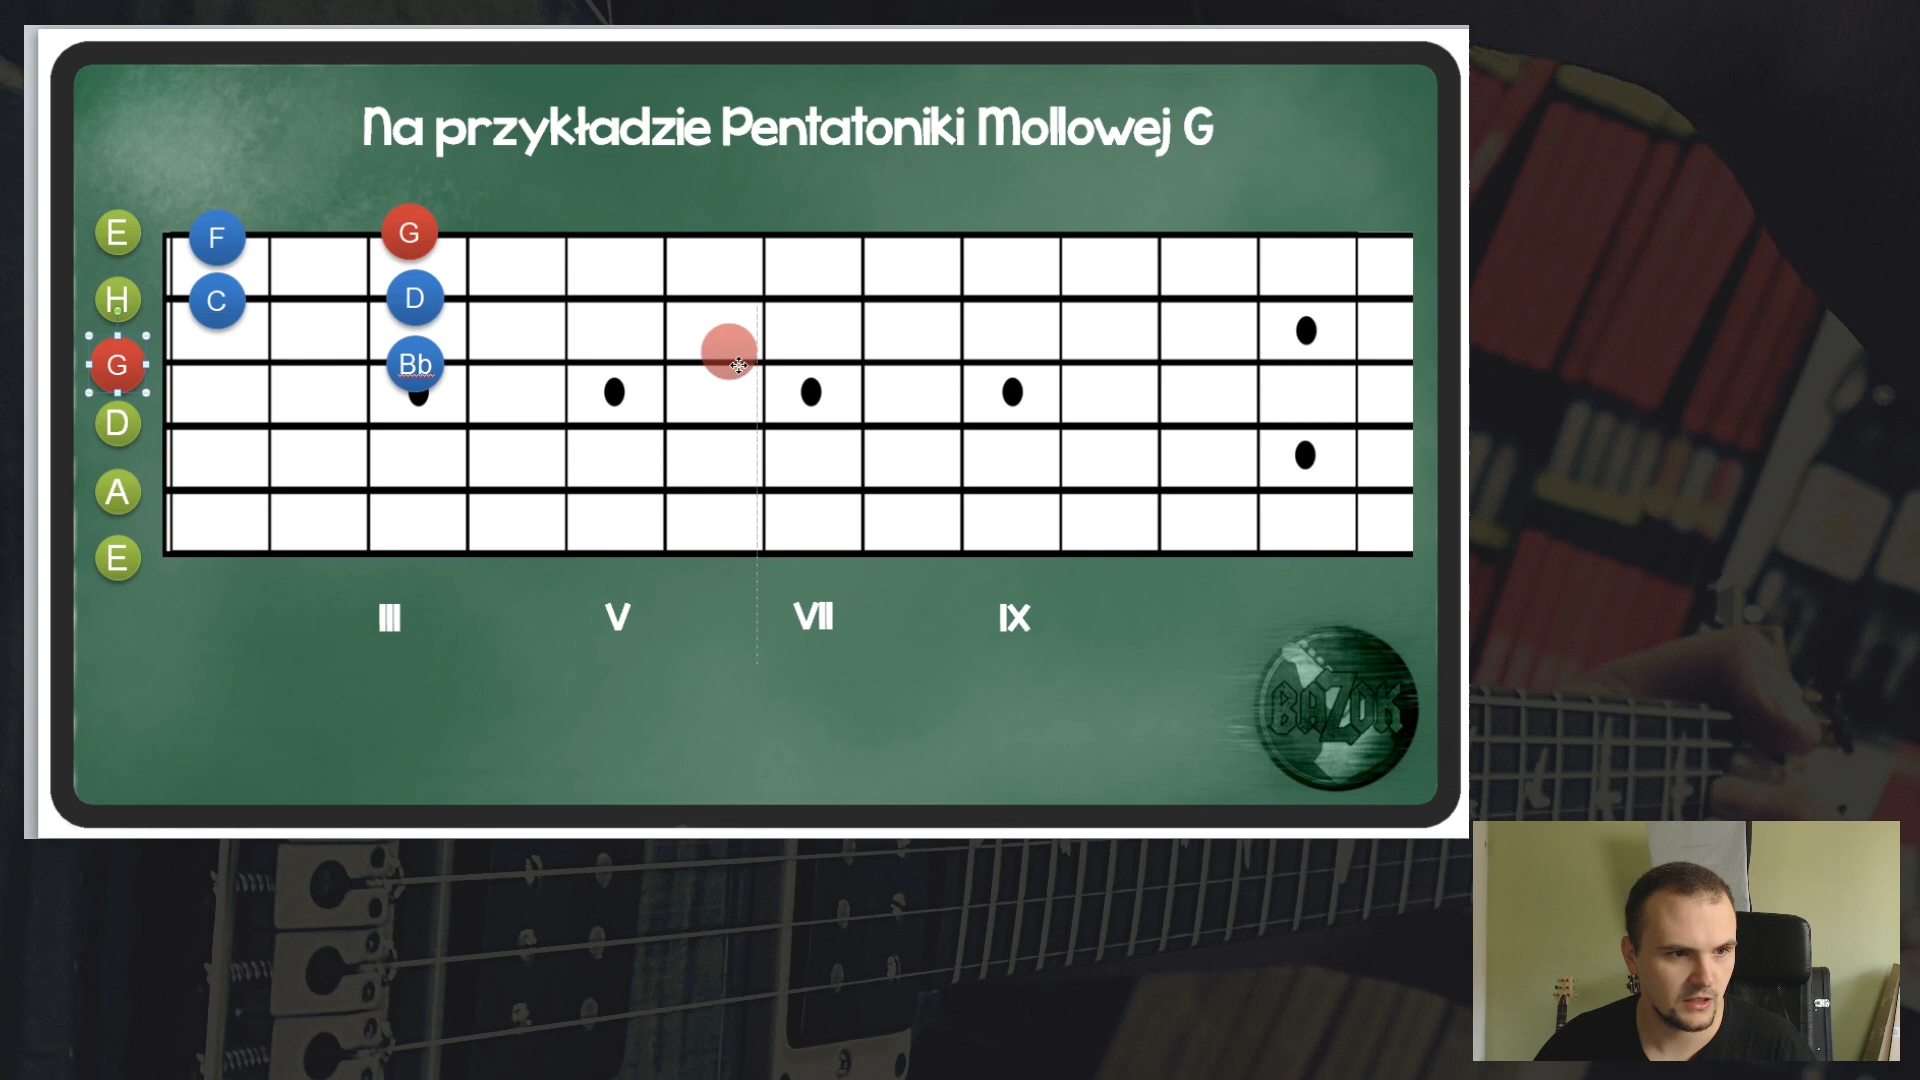 Na przykładzie Pentatoniki Mollowej G
E F G
H C D
G Bb
D
A
E
III V VII IX
BAZOK